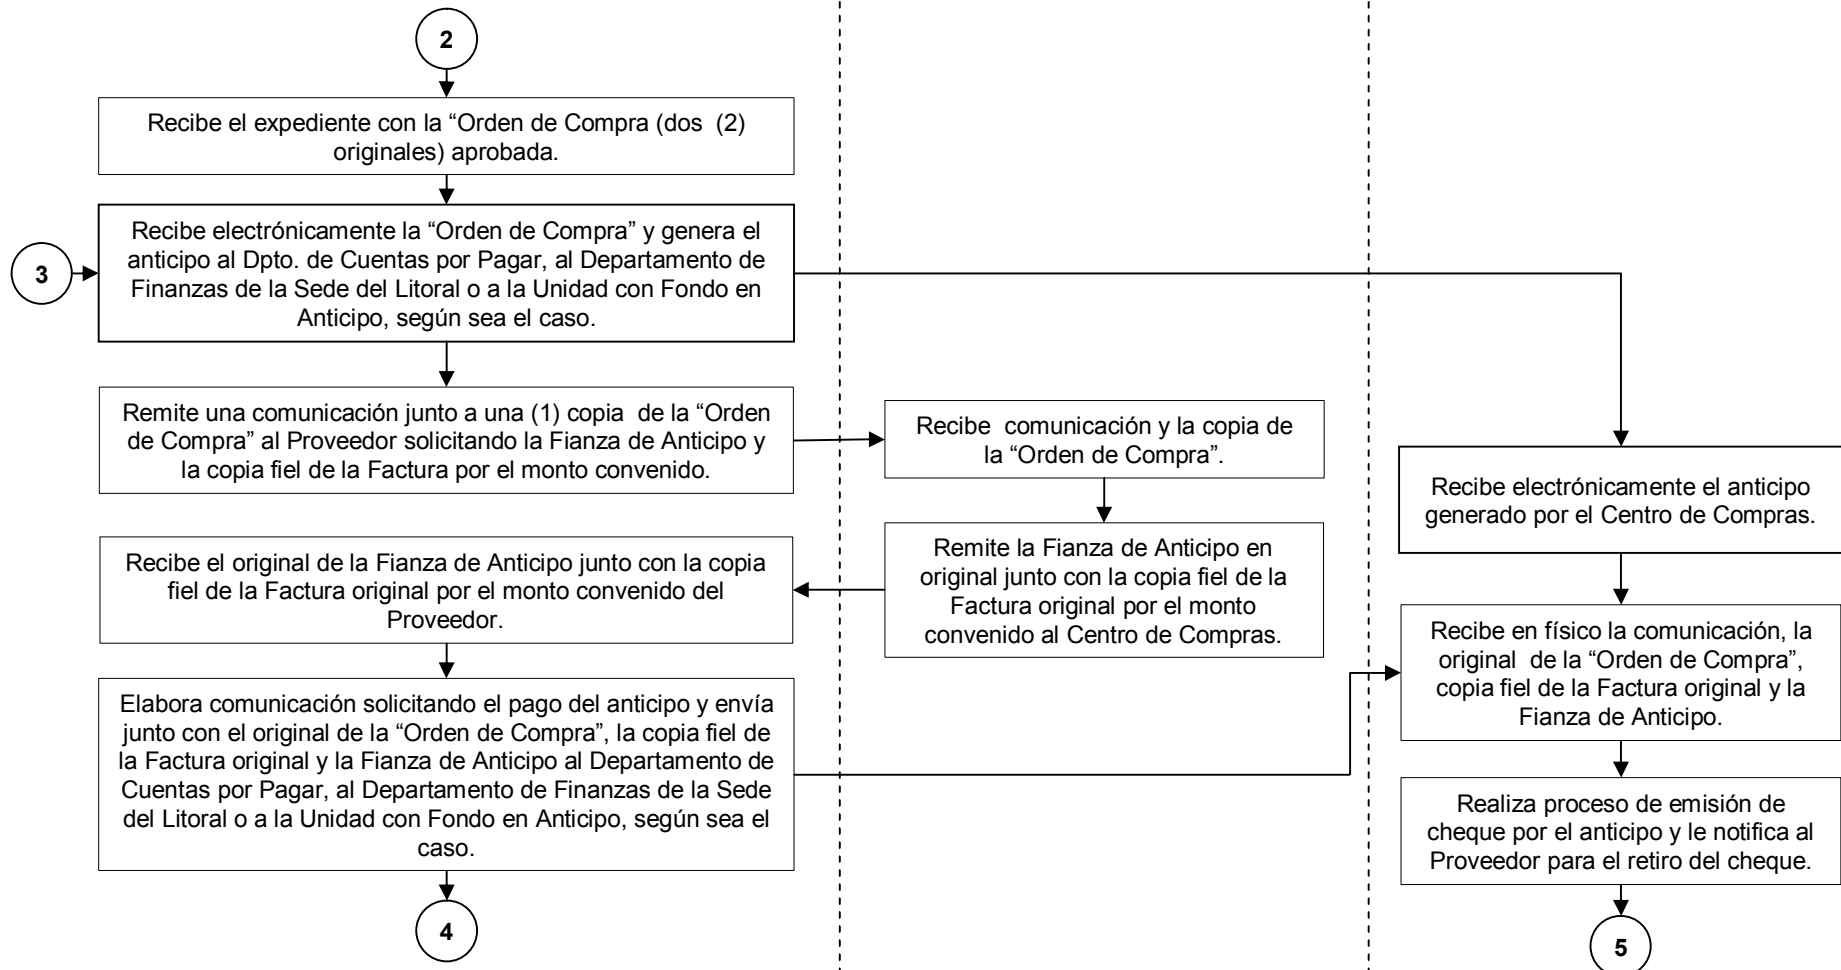 2
Recibe el expediente con la “Orden de Compra (dos (2)
originales) aprobada.
3
Recibe electrónicamente la “Orden de Compra” y genera el
anticipo al Dpto. de Cuentas por Pagar, al Departamento de
Finanzas de la Sede del Litoral o a la Unidad con Fondo en
Anticipo, según sea el caso.
Remite una comunicación junto a una (1) copia de la “Orden
de Compra” al Proveedor solicitando la Fianza de Anticipo y
la copia fiel de la Factura por el monto convenido.
Recibe comunicación y la copia de
la “Orden de Compra”.
Remite la Fianza de Anticipo en
original junto con la copia fiel de la
Factura original por el monto
convenido al Centro de Compras.
Recibe el original de la Fianza de Anticipo junto con la copia
fiel de la Factura original por el monto convenido del
Proveedor.
Elabora comunicación solicitando el pago del anticipo y envía
junto con el original de la “Orden de Compra”, la copia fiel de
la Factura original y la Fianza de Anticipo al Departamento de
Cuentas por Pagar, al Departamento de Finanzas de la Sede
del Litoral o a la Unidad con Fondo en Anticipo, según sea el
caso.
4
Recibe electrónicamente el anticipo
generado por el Centro de Compras.
Recibe en físico la comunicación, la
original de la “Orden de Compra”,
copia fiel de la Factura original y la
Fianza de Anticipo.
Realiza proceso de emisión de
cheque por el anticipo y le notifica al
Proveedor para el retiro del cheque.
5